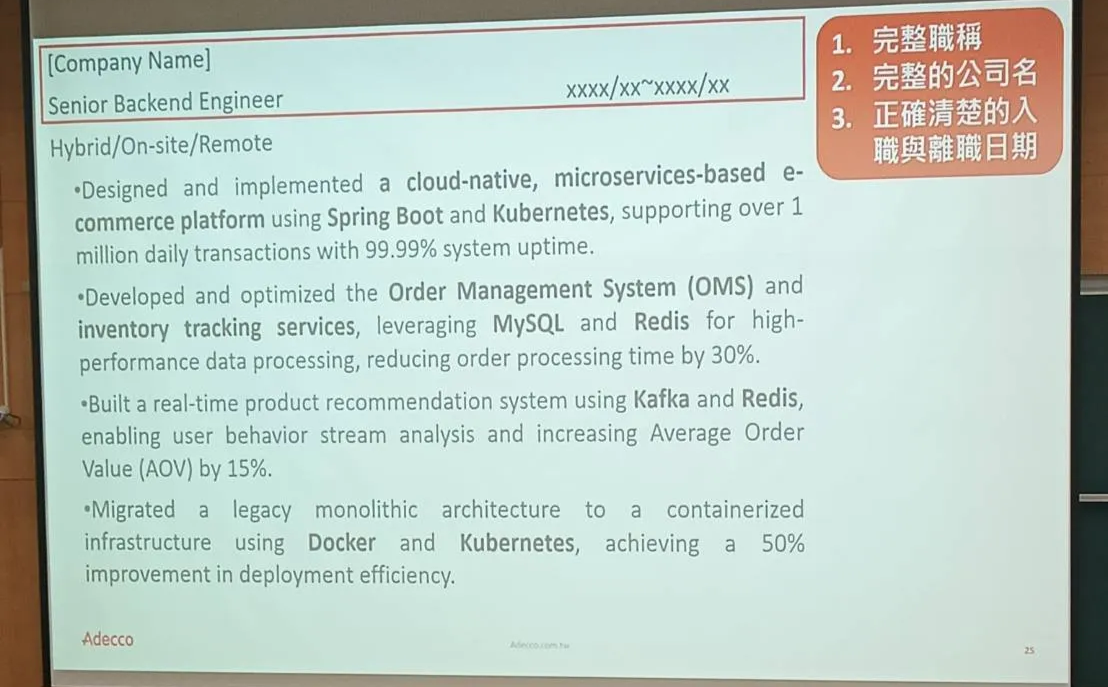 [Company Name]
Senior Backend Engineer
xxxx/xx~xxxx/xx
Hybrid/On-site/Remote
•Designed and implemented a cloud-native, microservices-based e-
commerce platform using Spring Boot and Kubernetes, supporting over 1
million daily transactions with 99.99% system uptime.
•Developed and optimized the Order Management System (OMS) and
inventory tracking services, leveraging MySQL and Redis for high-
performance data processing, reducing order processing time by 30%.
•Built a real-time product recommendation system using Kafka and Redis,
enabling user behavior stream analysis and increasing Average Order
Value (AOV) by 15%.
•Migrated a legacy monolithic architecture to a containerized
infrastructure using Docker and Kubernetes, achieving a 50%
improvement in deployment efficiency.
1. 完整職稱
2. 完整的公司名
3. 正確清楚的入
職與離職日期
Adecco
Adecco.com.tw
25